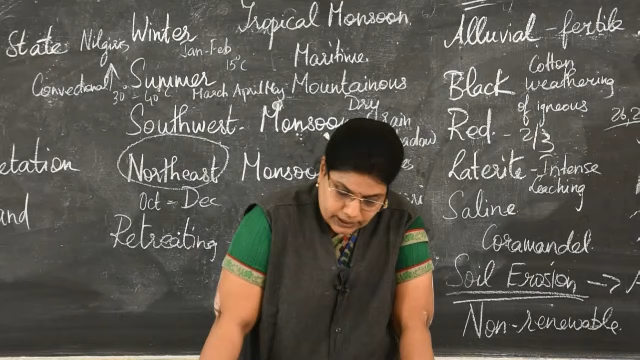 Tropical Monsoon
State Nilgiris Winter
Jan-Feb
15°C
Maritime
Convectional Summer
30 - 40°C
March April May
Mountainous
Dry
Southwest - Monsoon
Northeast Monsoon
Oct - Dec
Retreating
etation
and
Alluvial - fertile
Black
Cotton
weathering
of igneous
Red - 2/3
Laterite - Intense
Leaching
Saline
Coramandel
Soil Erosion -->
Non-renewable